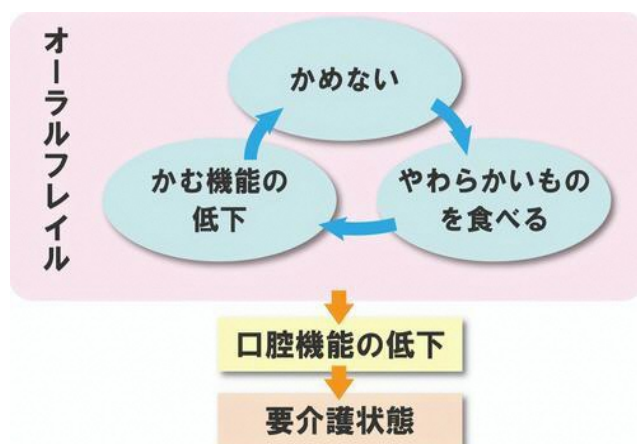 オーラルフレイル
かめない
かむ機能の
低下
やわらかいもの
を食べる
口腔機能の低下
要介護状態